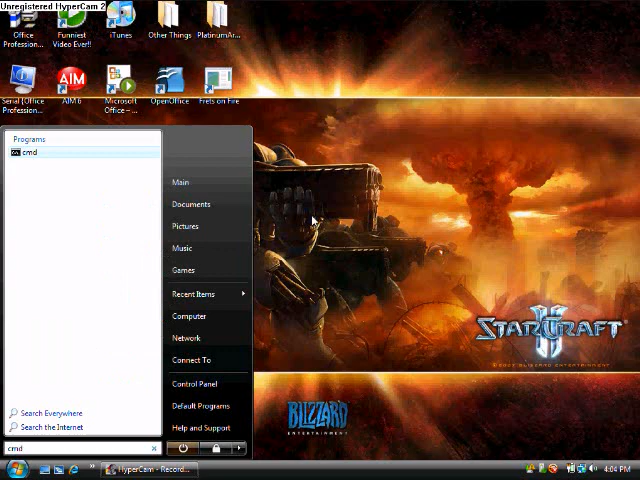 Unregistered HyperCam 2
Office Profession...
Funniest Video Ever!!
iTunes
Other Things
PlatinumAr...
Serial [Office Profession...
AIM
AIM 6
Microsoft Office – ...
OpenOffice
Frets on Fire
Programs
cmd
Main
Documents
Pictures
Music
Games
Recent Items
Computer
Network
Connect To
Control Panel
Default Programs
Help and Support
Search Everywhere
Search the Internet
cmd
STARCRAFT
II
BLIZZARD
ENTERTAINMENT
HyperCam - Record...
4:04 PM